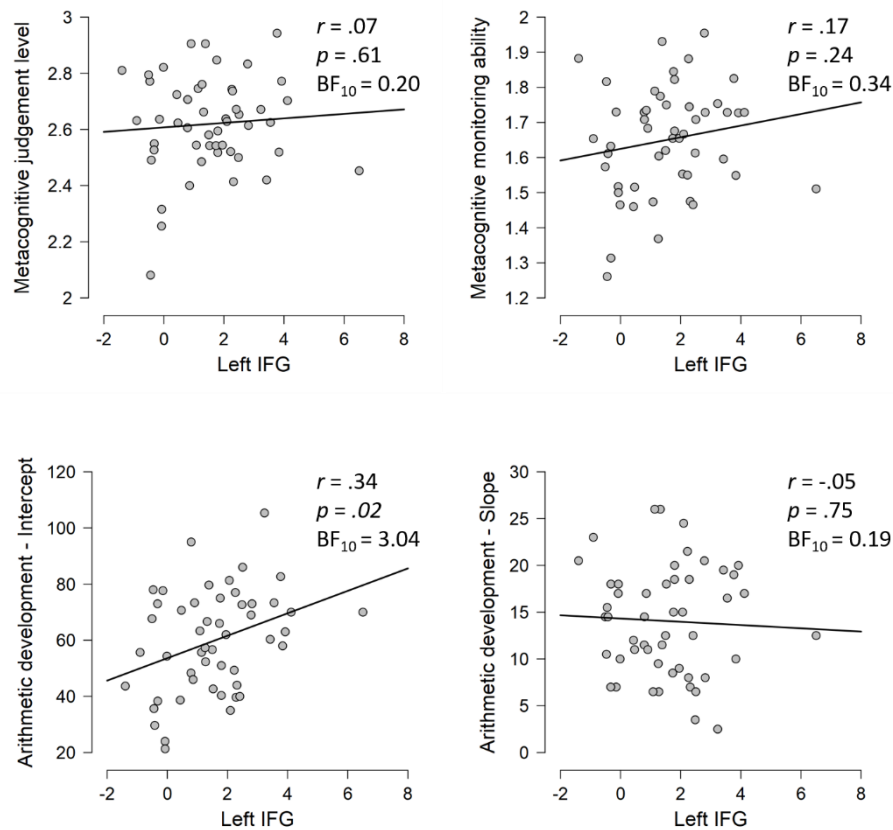 Metacognitive judgement level
3
2.8
2.6
2.4
2.2
2
-2 0 2 4 6 8
Left IFG
r = .07
p = .61
BF10 = 0.20
Metacognitive monitoring ability
2
1.9
1.8
1.7
1.6
1.5
1.4
1.3
1.2
-2 0 2 4 6 8
Left IFG
r = .17
p = .24
BF10 = 0.34
Arithmetic development - Intercept
120
100
80
60
40
20
-2 0 2 4 6 8
Left IFG
r = .34
p = .02
BF10 = 3.04
Arithmetic development - Slope
30
25
20
15
10
5
0
-2 0 2 4 6 8
Left IFG
r = -.05
p = .75
BF10 = 0.19